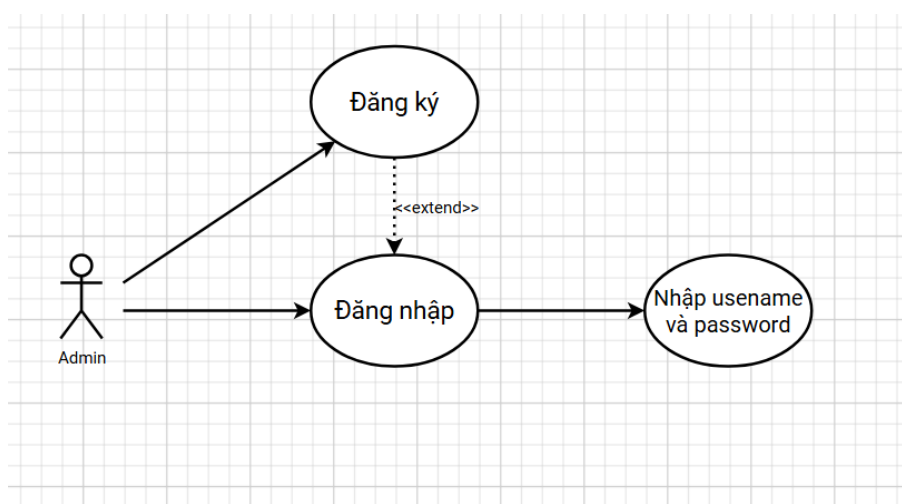 Đăng ký
<<extend>>
Đăng nhập
Nhập usename
và password
Admin